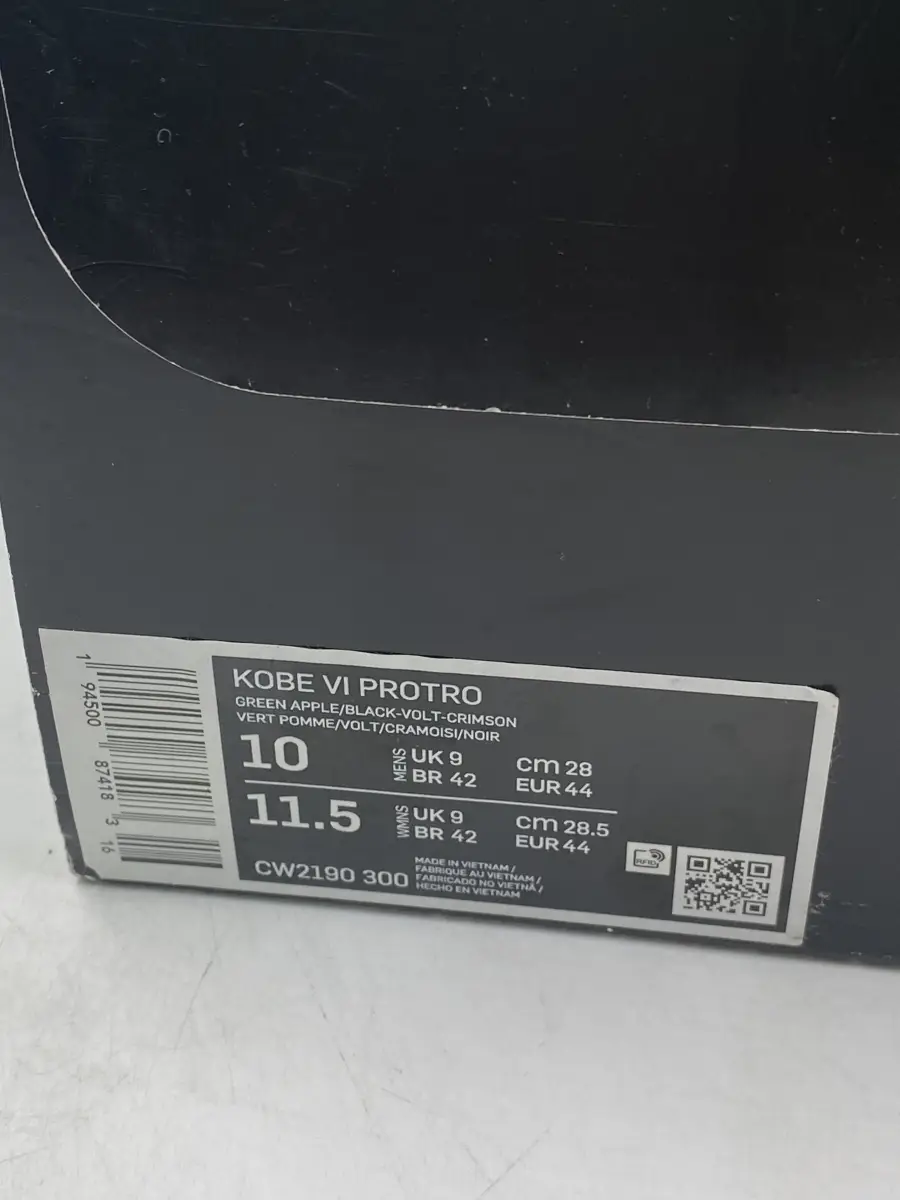 KOBE VI PROTRO
GREEN APPLE/BLACK-VOLT-CRIMSON
VERT POMME/VOLT/CRAMOISI/NOIR
10 MENS UK 9 cm 28
BR 42 EUR 44
11.5 WMNS UK 9 cm 28.5
BR 42 EUR 44
CW2190 300
MADE IN VIETNAM /
FABRIQUE AU VIETNAM /
FABRICADO NO VIETNÃ /
HECHO EN VIETNAM
RFID
1 94500 87418 3 16